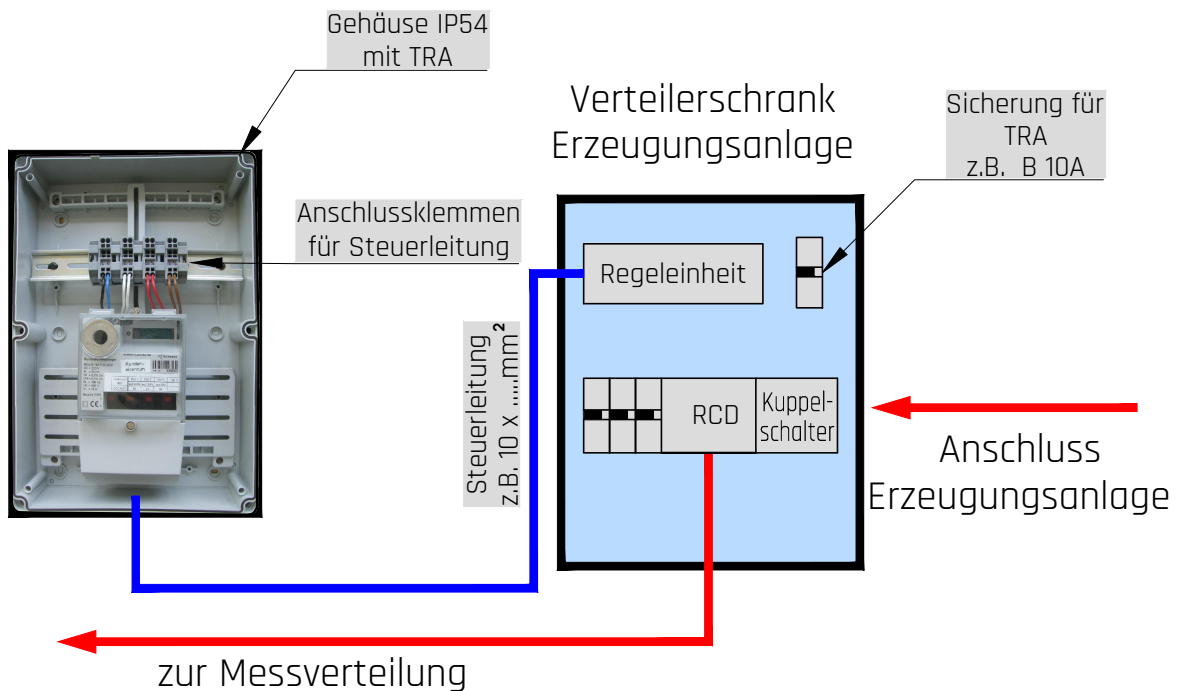 Gehäuse IP54
mit TRA
Verteilerschrank
Erzeugungsanlage
Sicherung für
TRA
z.B. B 10A
Anschlussklemmen
für Steuerleitung
Regeleinheit
Steuerleitung
z.B. 10 x .....mm²
RCD
Kuppel-
schalter
Anschluss
Erzeugungsanlage
zur Messverteilung